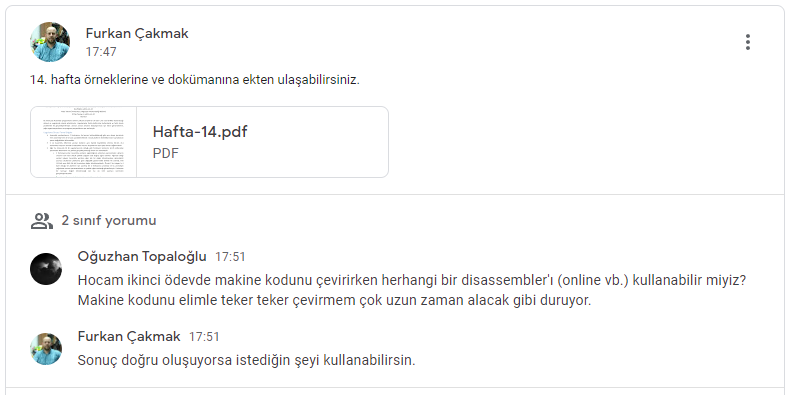 Furkan Çakmak
17:47
14. hafta örneklerine ve dokümanına ekten ulaşabilirsiniz.
Hafta-14.pdf
PDF
2 sınıf yorumu
Oğuzhan Topaloğlu 17:51
Hocam ikinci ödevde makine kodunu çevirirken herhangi bir disassembler'ı (online vb.) kullanabilir miyiz?
Makine kodunu elimle teker teker çevirmem çok uzun zaman alacak gibi duruyor.
Furkan Çakmak 17:51
Sonuç doğru oluşuyorsa istediğin şeyi kullanabilirsin.